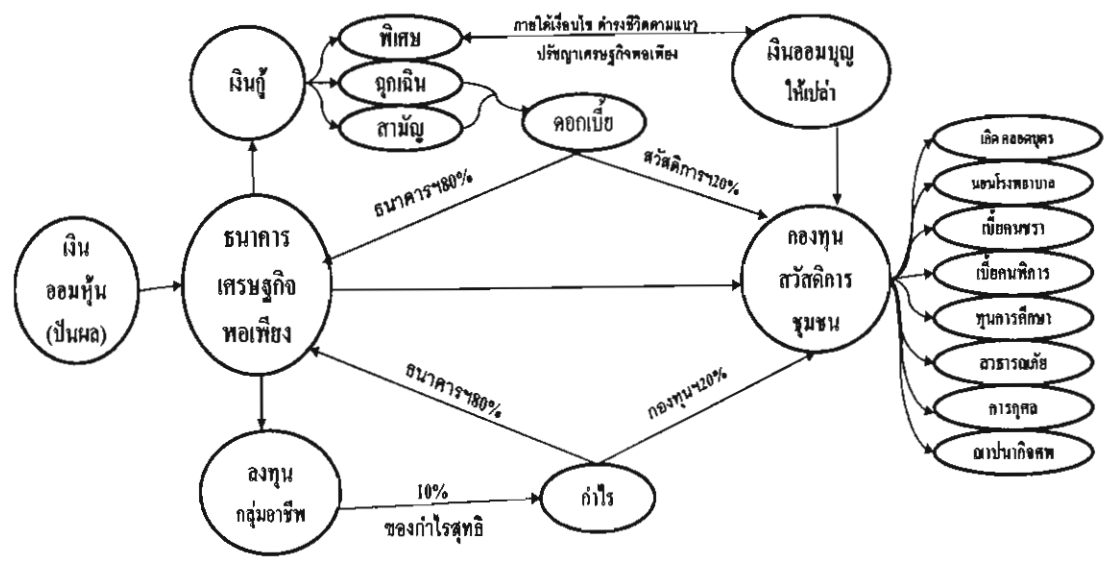 เงินกู้
พิเศษ
ฉุกเฉิน
สามัญ
ภายใต้เงื่อนไข ดำรงชีวิตตามแนว
ปรัชญาเศรษฐกิจพอเพียง
เงินออมบุญ
ให้เปล่า
ดอกเบี้ย
ธนาคารฯ80%
สวัสดิการฯ20%
เงิน
ออมหุ้น
(ปันผล)
ธนาคาร
เศรษฐกิจ
พอเพียง
กองทุน
สวัสดิการ
ชุมชน
เกิด คลอดบุตร
นอนโรงพยาบาล
เบี้ยคนชรา
เบี้ยคนพิการ
ทุนการศึกษา
สาธารณภัย
การกุศล
ฌาปนกิจศพ
ธนาคารฯ80%
กองทุนฯ20%
ลงทุน
กลุ่มอาชีพ
10%
ของกำไรสุทธิ
กำไร